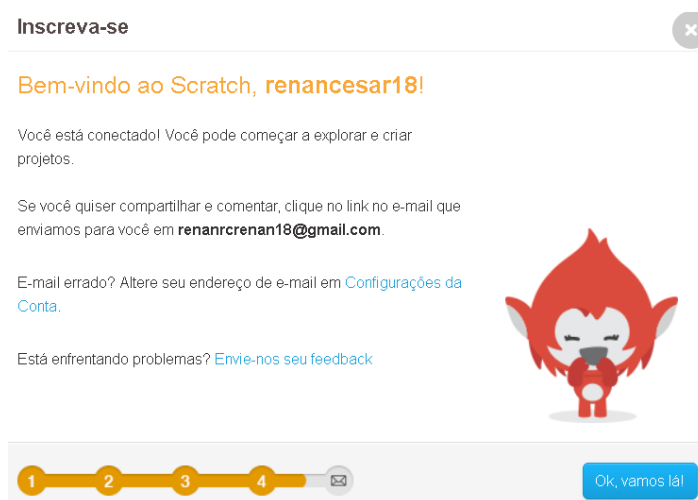 Inscreva-se
Bem-vindo ao Scratch, renancesar18!
Você está conectado! Você pode começar a explorar e criar
projetos.
Se você quiser compartilhar e comentar, clique no link no e-mail que
enviamos para você em renanrcrenan18@gmail.com.
E-mail errado? Altere seu endereço de e-mail em Configurações da
Conta.
Está enfrentando problemas? Envie-nos seu feedback
1 2 3 4
Ok, vamos lá!